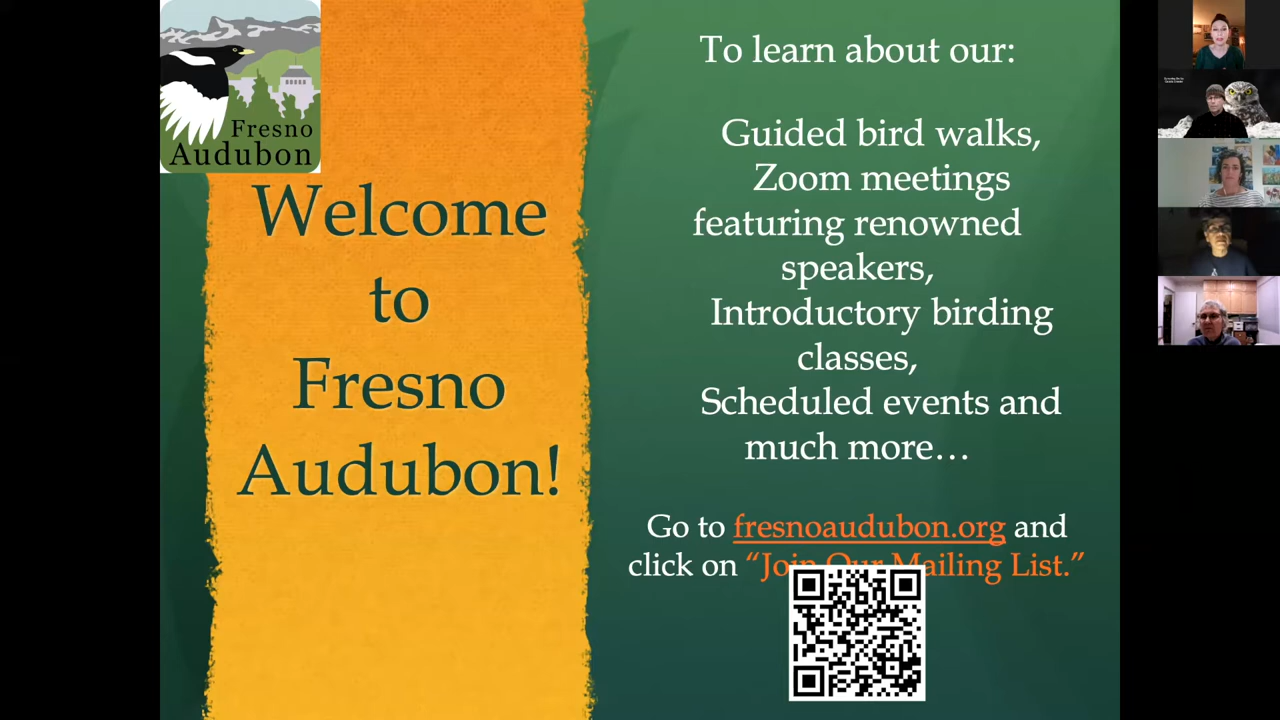 Fresno
Audubon
Welcome
to
Fresno
Audubon!
To learn about our:
Guided bird walks,
Zoom meetings
featuring renowned
speakers,
Introductory birding
classes,
Scheduled events and
much more…
Go to fresnoaudubon.org and
click on “Join Our Mailing List.”